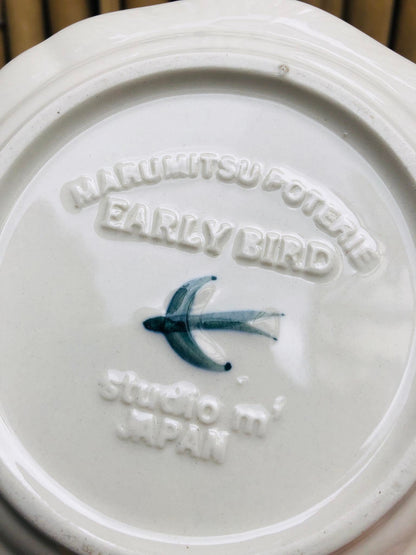 MARUMITSU POTERIE
EARLY BIRD
studio m'
JAPAN